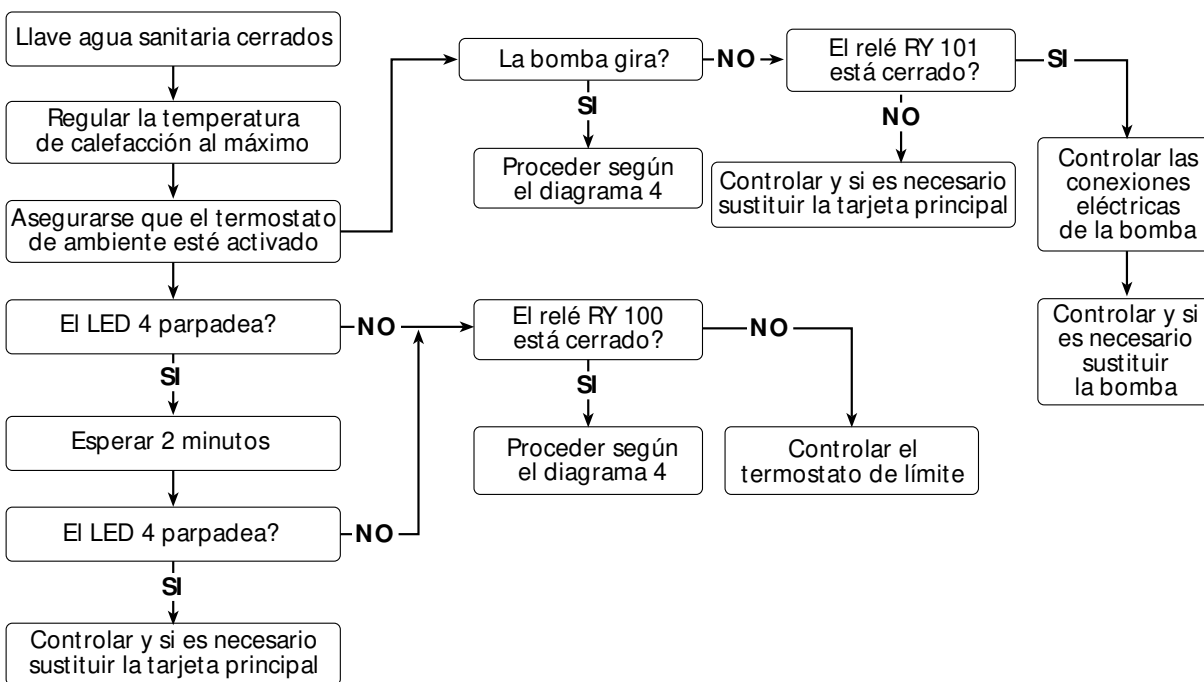 Llave agua sanitaria cerrados
Regular la temperatura
de calefacción al máximo
Asegurarse que el termostato
de ambiente esté activado
El LED 4 parpadea?
NO
SI
Esperar 2 minutos
El LED 4 parpadea?
NO
SI
Controlar y si es necesario
sustituir la tarjeta principal
La bomba gira?
NO
SI
Proceder según
el diagrama 4
El relé RY 101
está cerrado?
SI
NO
Controlar y si es necesario
sustituir la tarjeta principal
Controlar las
conexiones
eléctricas
de la bomba
Controlar y si
es necesario
sustituir
la bomba
El relé RY 100
está cerrado?
NO
SI
Proceder según
el diagrama 4
Controlar el
termostato de límite